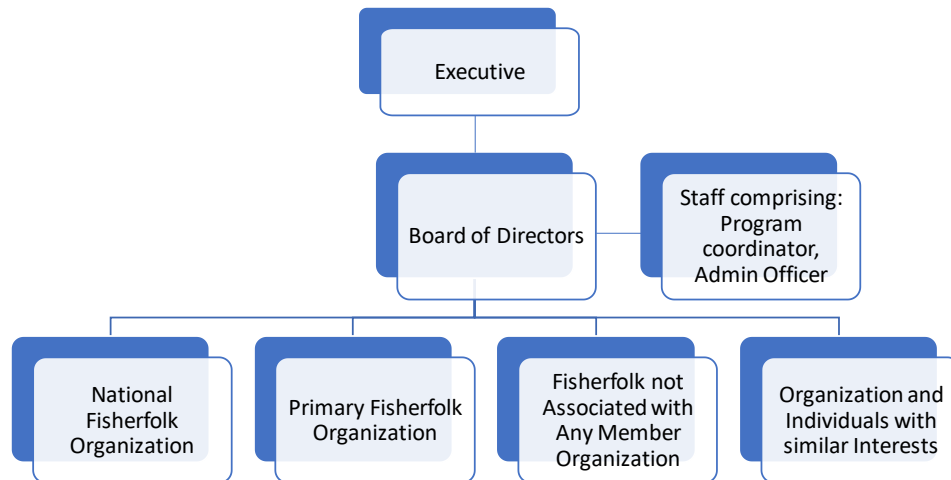 Executive
Board of Directors
Staff comprising:
Program
coordinator,
Admin Officer
National
Fisherfolk
Organization
Primary Fisherfolk
Organization
Fisherfolk not
Associated with
Any Member
Organization
Organization and
Individuals with
similar Interests